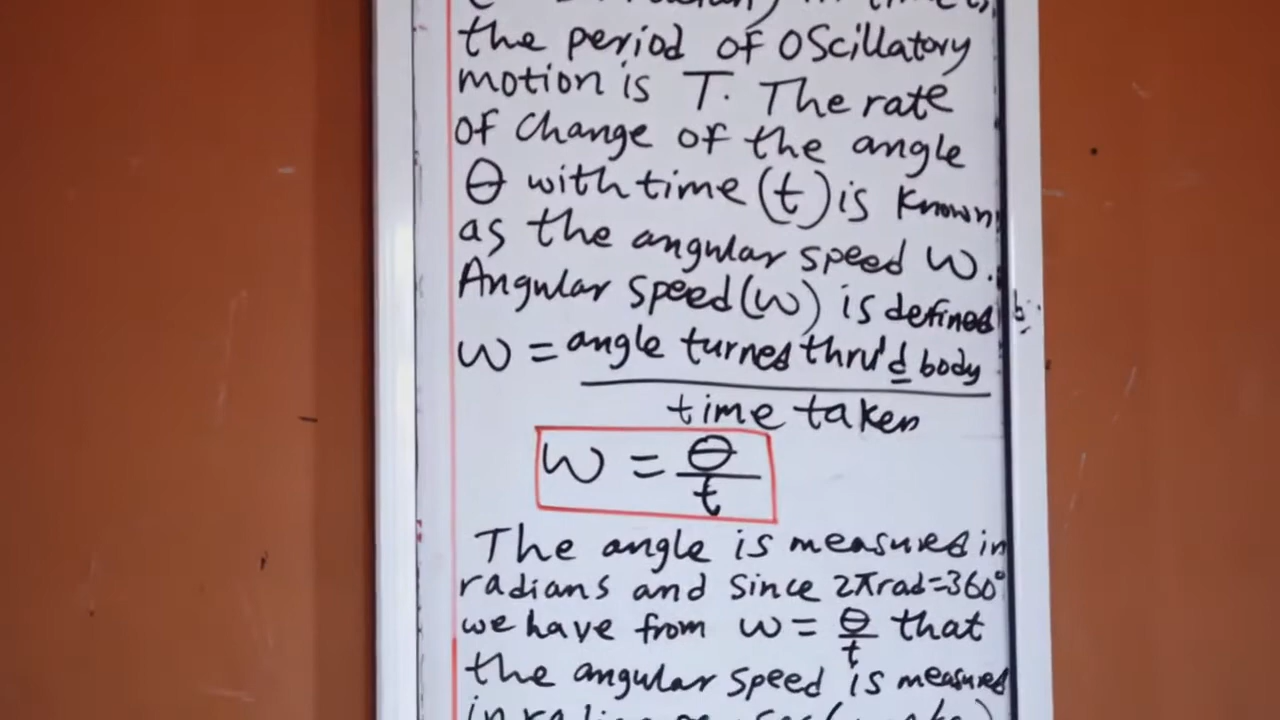 the period of oscillatory
motion is T. The rate
of change of the angle
θ with time (t) is known
as the angular speed ω.
Angular speed (ω) is defined
ω = angle turned thru' d body
time taken
ω = θ/t
The angle is measured in
radians and since 2πrad=360°
we have from ω = θ/t that
the angular speed is measured